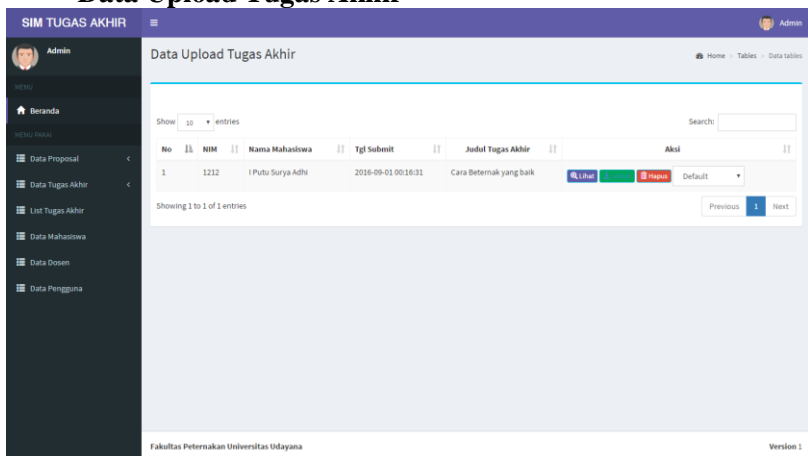 Data Upload Tugas Akhir
SIM TUGAS AKHIR
Admin
Admin
Data Upload Tugas Akhir
Home > Tables > Data tables
MENU
Beranda
MENU PAKAI
Data Proposal
Data Tugas Akhir
List Tugas Akhir
Data Mahasiswa
Data Dosen
Data Pengguna
Show 10 entries
Search:
No NIM Nama Mahasiswa Tgl Submit Judul Tugas Akhir Aksi
1 1212 I Putu Surya Adhi 2016-09-01 00:16:31 Cara Beternak yang baik Lihat Hapus Default
Showing 1 to 1 of 1 entries
Previous 1 Next
Fakultas Peternakan Universitas Udayana
Version 1